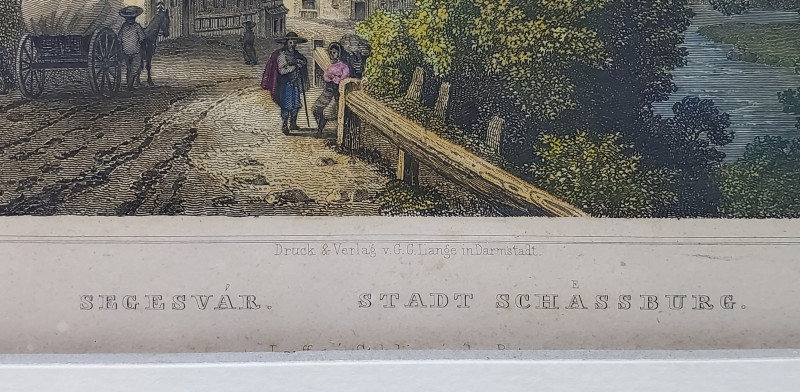 Druck & Verlag v. G. G. Lange in Darmstadt.
SEGESVÁR. STADT SCHÄSSBURG.